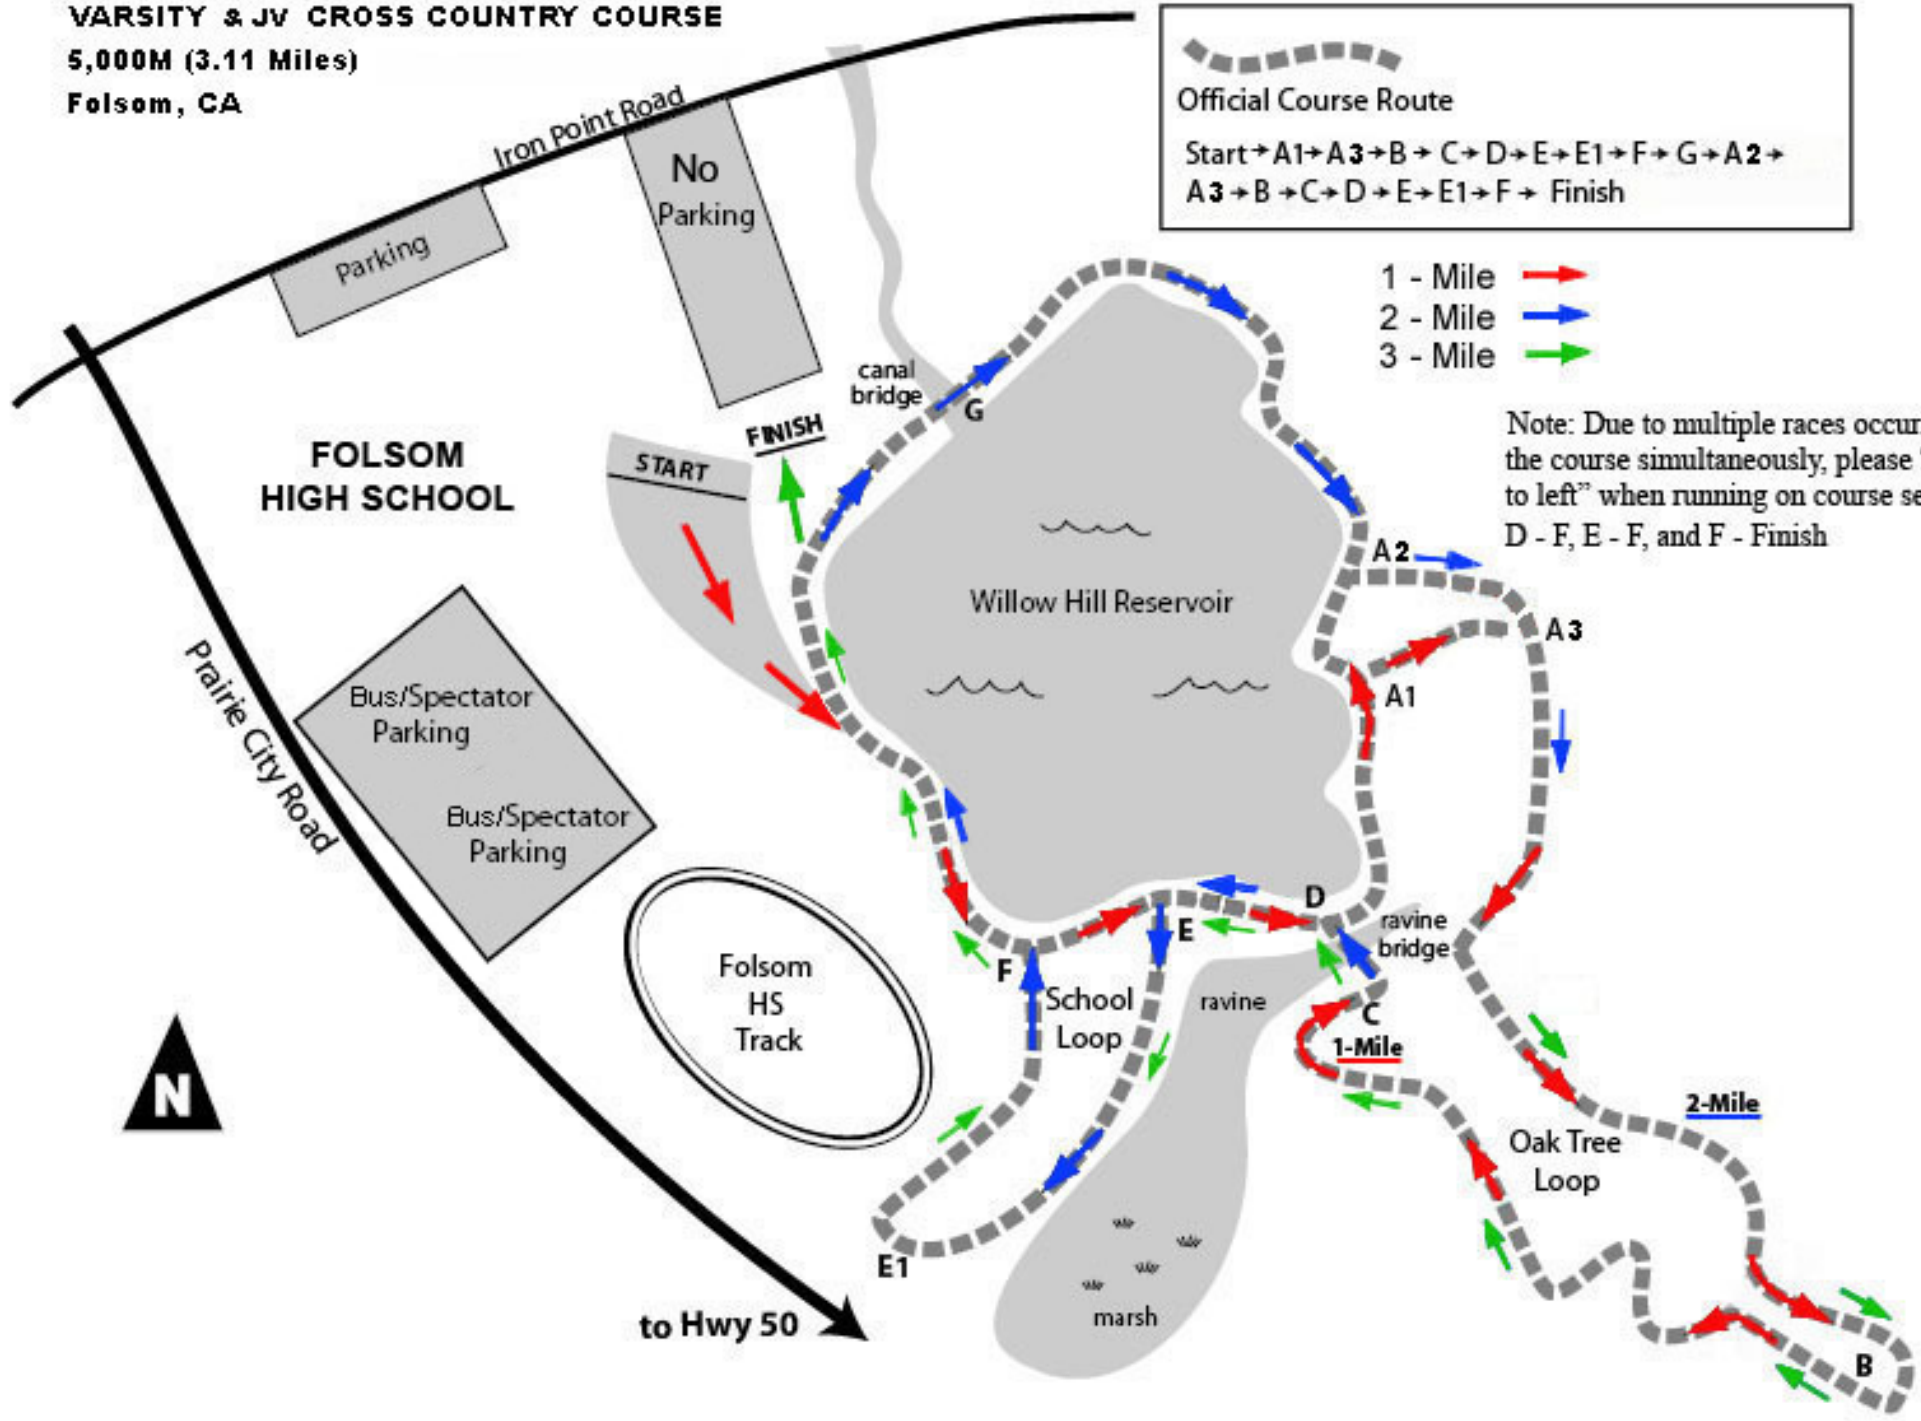 VARSITY & JV CROSS COUNTRY COURSE
5,000M (3.11 Miles)
Folsom, CA
Official Course Route
Start→A1→A3→B→C→D→E→E1→F→G→A2→
A3→B→C→D→E→E1→F→ Finish
1 - Mile
2 - Mile
3 - Mile
Note: Due to multiple races
the course simultaneously, please
to left” when running on course
D - F, E - F, and F - Finish
Iron Point Road
No
Parking
Parking
canal
bridge
G
FINISH
START
FOLSOM
HIGH SCHOOL
Willow Hill Reservoir
A2
A3
A1
Prairie City Road
Bus/Spectator
Parking
Bus/Spectator
Parking
D
ravine
bridge
E
F
Folsom
HS
Track
School
Loop
ravine
C
1-Mile
2-Mile
N
Oak Tree
Loop
E1
marsh
to Hwy 50
B